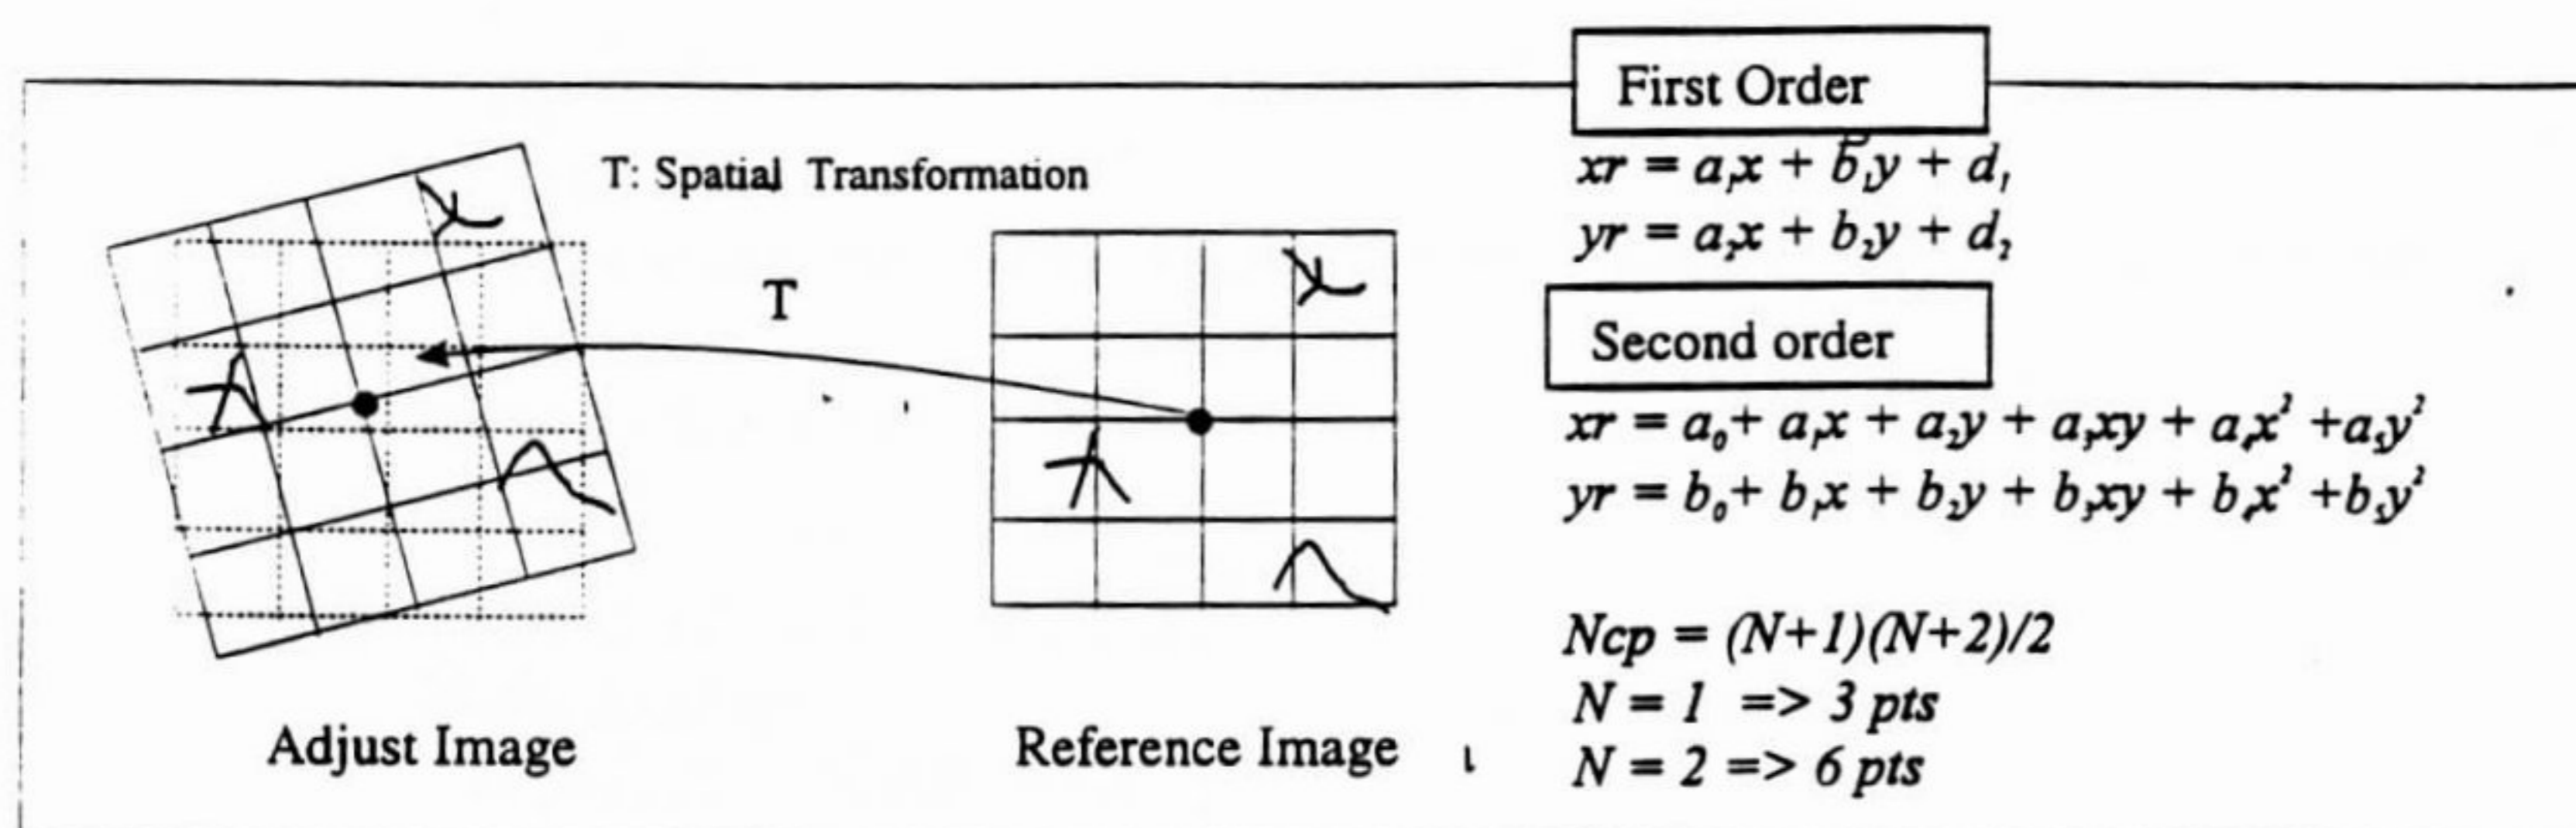 First Order
T: Spatial Transformation
xr = a₁x + b₁y + d₁
yr = a₂x + b₂y + d₂
T
Second order
xr = a₀+ a₁x + a₂y + a₃xy + a₄x² +a₅y²
yr = b₀+ b₁x + b₂y + b₃xy + b₄x² +b₅y²
Ncp = (N+1)(N+2)/2
N = 1 => 3 pts
N = 2 => 6 pts
Adjust Image
Reference Image